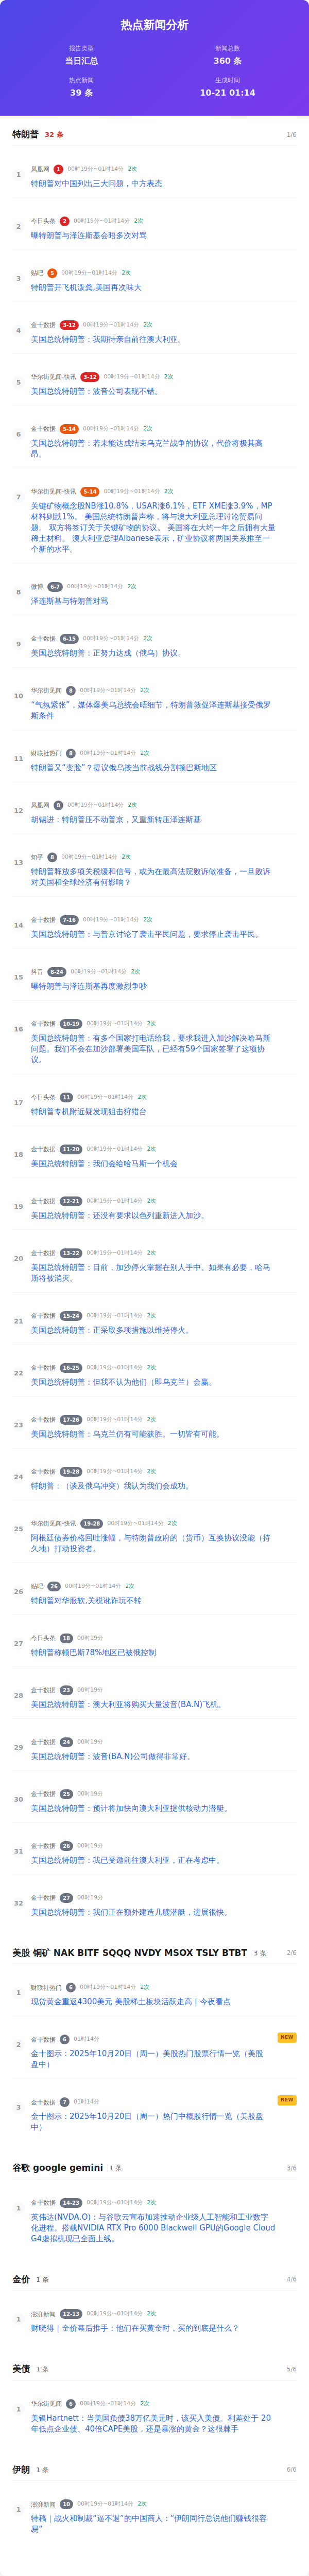 热点新闻分析
报告类型
当日汇总
新闻总数
360 条
热点新闻
39 条
生成时间
10-21 01:14
特朗普 32 条 1/6
1
凤凰网 1 00时19分~01时14分 2次
特朗普对中国列出三大问题，中方表态
2
今日头条 2 00时19分~01时14分 2次
曝特朗普与泽连斯基会晤多次对骂
3
贴吧 5 00时19分~01时14分 2次
特朗普开飞机泼粪,美国再次味大
4
金十数据 3-12 00时19分~01时14分 2次
美国总统特朗普：我期待亲自前往澳大利亚。
5
华尔街见闻-快讯 3-12 00时19分~01时14分 2次
美国总统特朗普：波音公司表现不错。
6
金十数据 5-14 00时19分~01时14分 2次
美国总统特朗普：若未能达成结束乌克兰战争的协议，代价将极其高
昂。
7
华尔街见闻-快讯 5-14 00时19分~01时14分 2次
关键矿物概念股NB涨10.8%，USAR涨6.1%，ETF XME涨3.9%，MP
材料则跌1%。 美国总统特朗普声称，将与澳大利亚总理讨论贸易问
题。 双方将签订关于关键矿物的协议。 美国将在大约一年之后拥有大量
稀土材料。 澳大利亚总理Albanese表示，矿业协议将两国关系推至一
个新的水平。
8
微博 6-7 00时19分~01时14分 2次
泽连斯基与特朗普对骂
9
金十数据 6-15 00时19分~01时14分 2次
美国总统特朗普：正努力达成（俄乌）协议。
10
华尔街见闻 8 00时19分~01时14分 2次
“气氛紧张”，媒体爆美乌总统会晤细节，特朗普敦促泽连斯基接受俄罗
斯条件
11
财联社热门 8 00时19分~01时14分 2次
特朗普又“变脸”？提议俄乌按当前战线分割顿巴斯地区
12
凤凰网 8 00时19分~01时14分 2次
胡锡进：特朗普压不动普京，又重新转压泽连斯基
13
知乎 8 00时19分~01时14分 2次
特朗普释放多项关税缓和信号，或为在最高法院败诉做准备，一旦败诉
对美国和全球经济有何影响？
14
金十数据 7-16 00时19分~01时14分 2次
美国总统特朗普：与普京讨论了袭击平民问题，要求停止袭击平民。
15
抖音 8-24 00时19分~01时14分 2次
曝特朗普与泽连斯基再度激烈争吵
16
金十数据 10-19 00时19分~01时14分 2次
美国总统特朗普：有多个国家打电话给我，要求我进入加沙解决哈马斯
问题。我们不会在加沙部署美国军队，已经有59个国家签署了这项协
议。
17
今日头条 11 00时19分~01时14分 2次
特朗普专机附近疑发现狙击狩猎台
18
金十数据 11-20 00时19分~01时14分 2次
美国总统特朗普：我们会给哈马斯一个机会
19
金十数据 12-21 00时19分~01时14分 2次
美国总统特朗普：还没有要求以色列重新进入加沙。
20
金十数据 13-22 00时19分~01时14分 2次
美国总统特朗普：目前，加沙停火掌握在别人手中。如果有必要，哈马
斯将被消灭。
21
金十数据 15-24 00时19分~01时14分 2次
美国总统特朗普：正采取多项措施以维持停火。
22
金十数据 16-25 00时19分~01时14分 2次
美国总统特朗普：但我不认为他们（即乌克兰）会赢。
23
金十数据 17-26 00时19分~01时14分 2次
美国总统特朗普：乌克兰仍有可能获胜。一切皆有可能。
24
金十数据 19-28 00时19分~01时14分 2次
特朗普：（谈及俄乌冲突）我认为我们会成功。
25
华尔街见闻-快讯 19-28 00时19分~01时14分 2次
阿根廷债券价格回吐涨幅，与特朗普政府的（货币）互换协议没能（持
久地）打动投资者。
26
贴吧 26 00时19分~01时14分 2次
特朗普对华服软,关税讹诈玩不转
27
今日头条 18 00时19分
特朗普称顿巴斯78%地区已被俄控制
28
金十数据 23 00时19分
美国总统特朗普：澳大利亚将购买大量波音(BA.N)飞机。
29
金十数据 24 00时19分
美国总统特朗普：波音(BA.N)公司做得非常好。
30
金十数据 25 00时19分
美国总统特朗普：预计将加快向澳大利亚提供核动力潜艇。
31
金十数据 26 00时19分
美国总统特朗普：我已受邀前往澳大利亚，正在考虑中。
32
金十数据 27 00时19分
美国总统特朗普：我们正在额外建造几艘潜艇，进展很快。
美股 铜矿 NAK BITF SQQQ NVDY MSOX TSLY BTBT 3 条 2/6
1
财联社热门 6 00时19分~01时14分 2次
现货黄金重返4300美元 美股稀土板块活跃走高 | 今夜看点
2
金十数据 6 01时14分 NEW
金十图示：2025年10月20日（周一）美股热门股票行情一览（美股
盘中）
3
金十数据 7 01时14分 NEW
金十图示：2025年10月20日（周一）热门中概股行情一览（美股盘
中）
谷歌 google gemini 1 条 3/6
1
金十数据 14-23 00时19分~01时14分 2次
英伟达(NVDA.O)：与谷歌云宣布加速推动企业级人工智能和工业数字
化进程。搭载NVIDIA RTX Pro 6000 Blackwell GPU的Google Cloud
G4虚拟机现已全面上线。
金价 1 条 4/6
1
澎湃新闻 12-13 00时19分~01时14分 2次
财晓得｜金价幕后推手：他们在买黄金时，买的到底是什么？
美债 1 条 5/6
1
华尔街见闻 6 00时19分~01时14分 2次
美银Hartnett：当美国负债38万亿美元时，该买入美债、利差处于 20
年低点企业债、40倍CAPE美股，还是暴涨的黄金？这很棘手
伊朗 1 条 6/6
1
澎湃新闻 10 00时19分~01时14分 2次
特稿｜战火和制裁“逼不退”的中国商人：“伊朗同行总说他们赚钱很容
易”